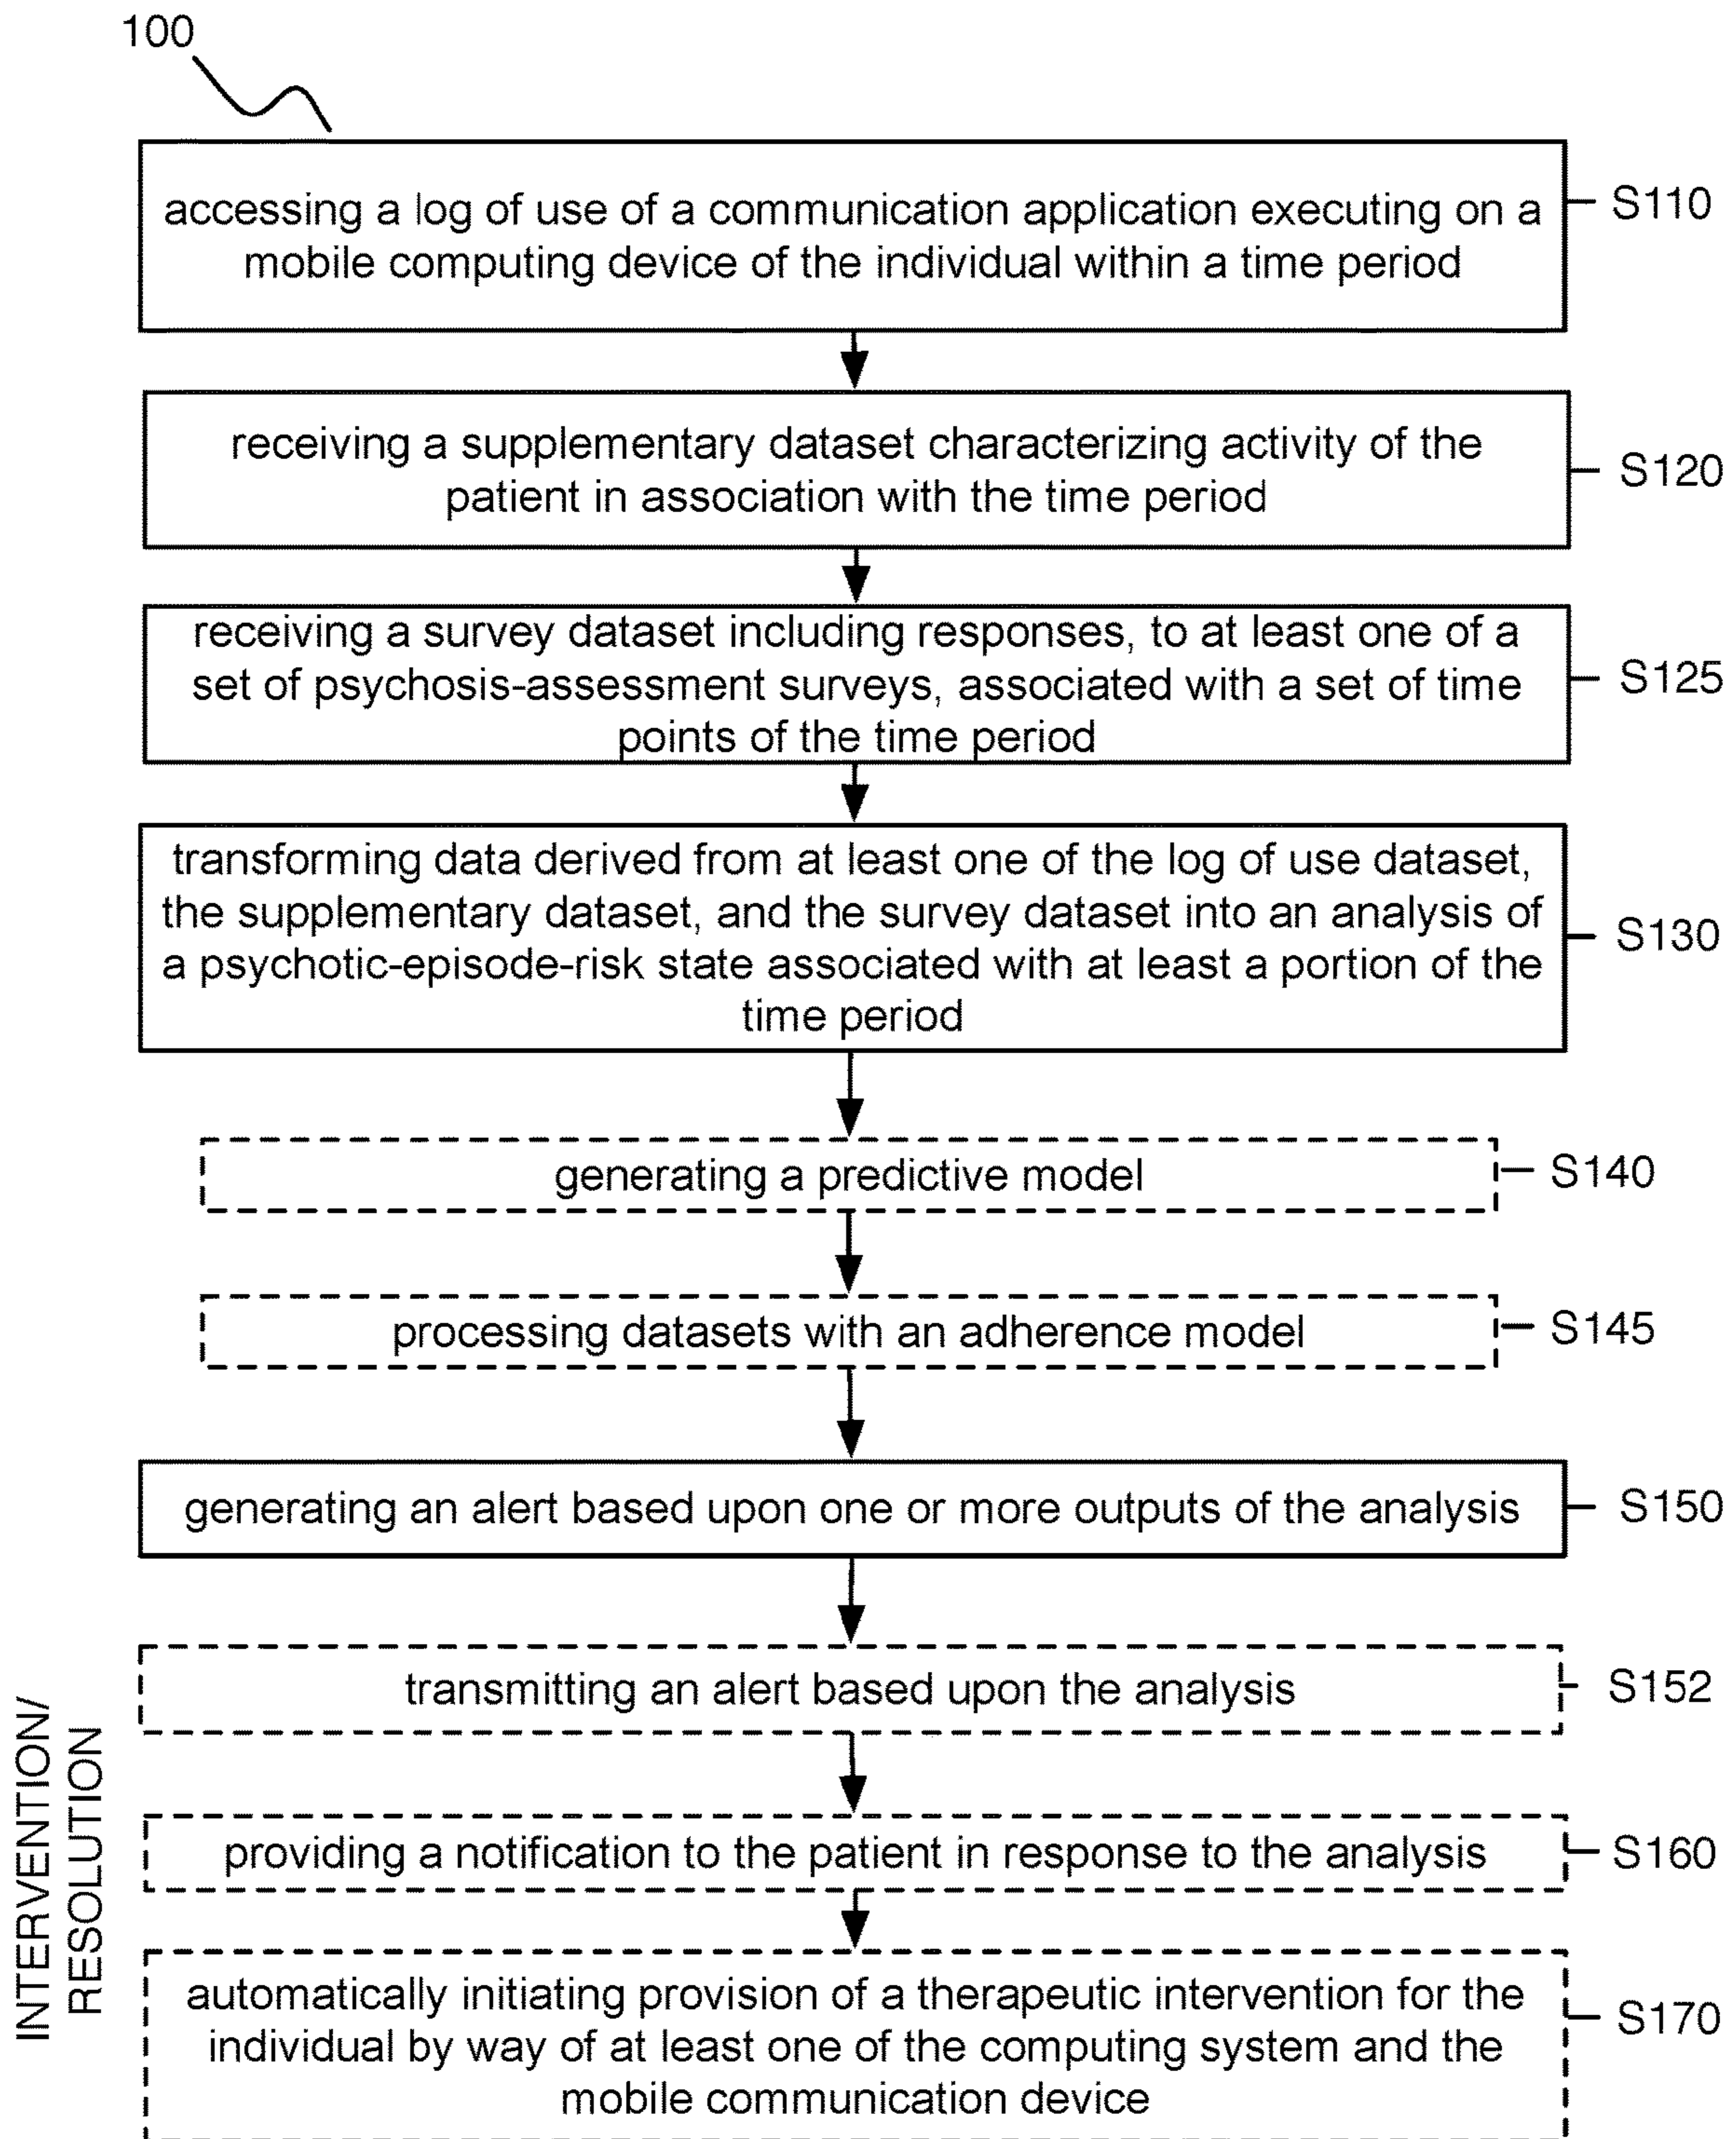 100
accessing a log of use of a communication application executing on a
mobile computing device of the individual within a time period
S110
receiving a supplementary dataset characterizing activity of the
patient in association with the time period
S120
receiving a survey dataset including responses, to at least one of a
set of psychosis-assessment surveys, associated with a set of time
points of the time period
S125
transforming data derived from at least one of the log of use dataset,
the supplementary dataset, and the survey dataset into an analysis of
a psychotic-episode-risk state associated with at least a portion of the
time period
S130
generating a predictive model
S140
processing datasets with an adherence model
S145
generating an alert based upon one or more outputs of the analysis
S150
INTERVENTION/
RESOLUTION
transmitting an alert based upon the analysis
S152
providing a notification to the patient in response to the analysis
S160
automatically initiating provision of a therapeutic intervention for the
individual by way of at least one of the computing system and the
mobile communication device
S170